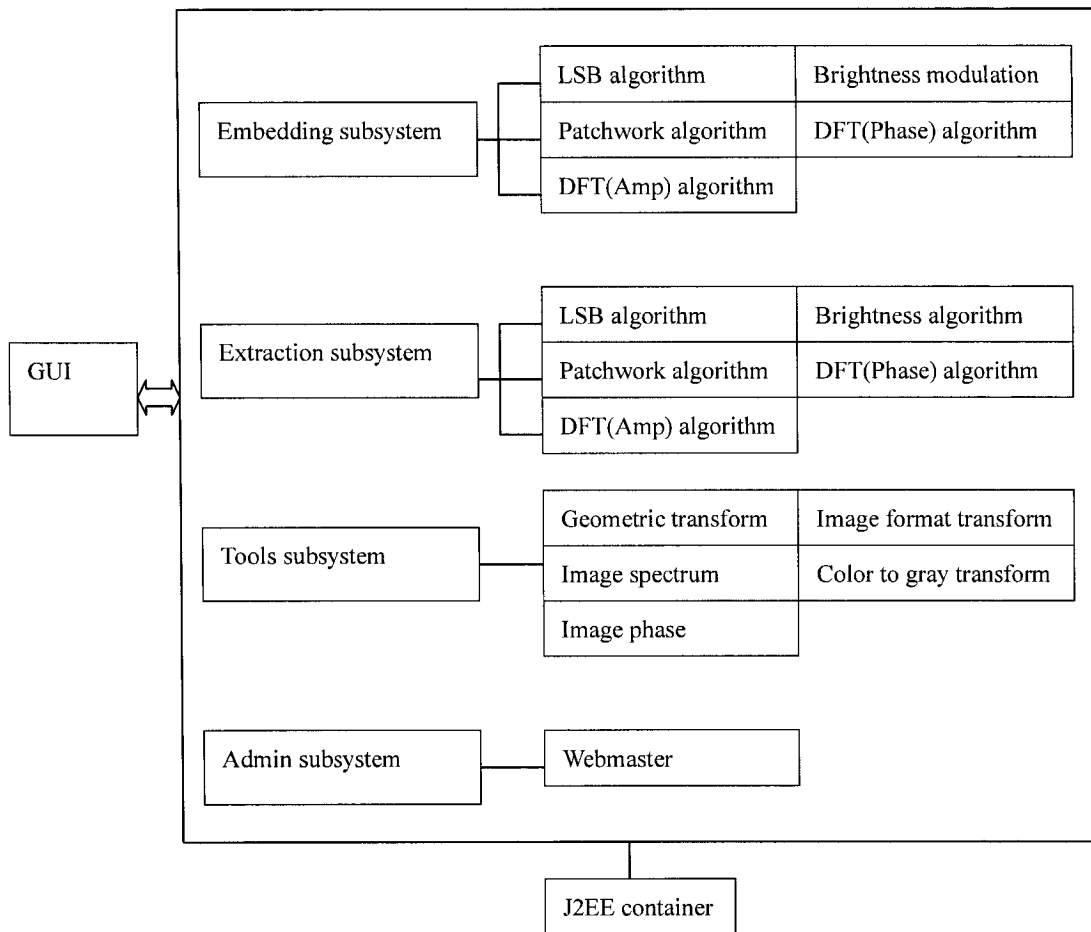 LSB algorithm
Brightness modulation
Embedding subsystem
Patchwork algorithm
DFT(Phase) algorithm
DFT(Amp) algorithm
LSB algorithm
Brightness algorithm
Extraction subsystem
Patchwork algorithm
DFT(Phase) algorithm
GUI
DFT(Amp) algorithm
Geometric transform
Image format transform
Tools subsystem
Image spectrum
Color to gray transform
Image phase
Admin subsystem
Webmaster
J2EE container